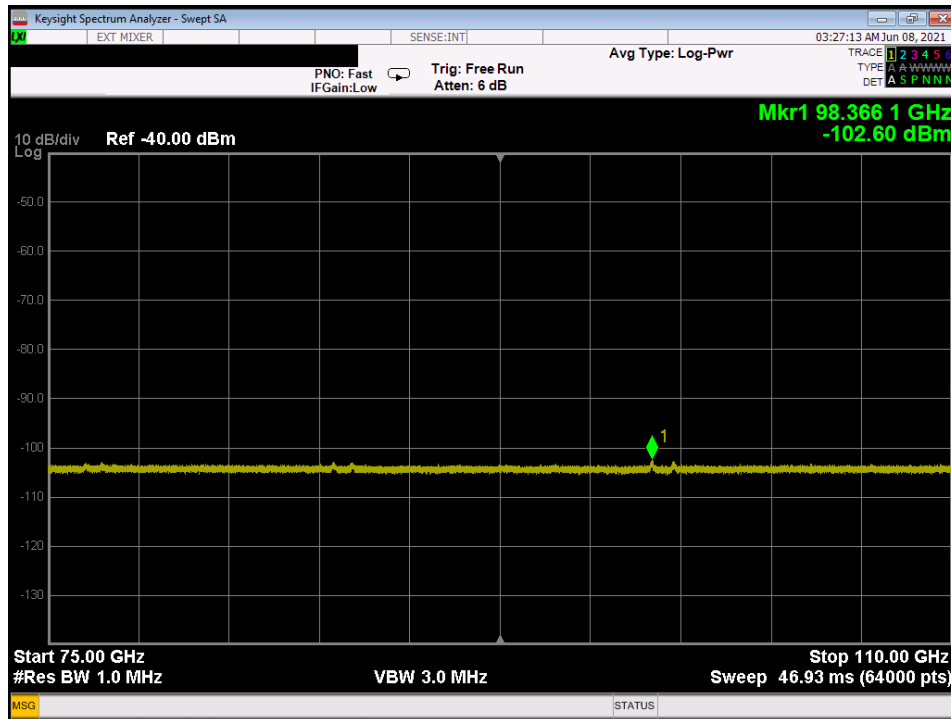 Keysight Spectrum Analyzer - Swept SA
LXI EXT MIXER SENSE:INT 03:27:13 AM Jun 08, 2021
Avg Type: Log-Pwr TRACE 1 2 3 4 5 6
PNO: Fast Trig: Free Run TYPE A A W W W W
IFGain:Low Atten: 6 dB DET A S P N N N
Mkr1 98.366 1 GHz
10 dB/div Ref -40.00 dBm -102.60 dBm
Log
-50.0
-60.0
-70.0
-80.0
-90.0
1
-100
-110
-120
-130
Start 75.00 GHz Stop 110.00 GHz
#Res BW 1.0 MHz VBW 3.0 MHz Sweep 46.93 ms (64000 pts)
MSG STATUS